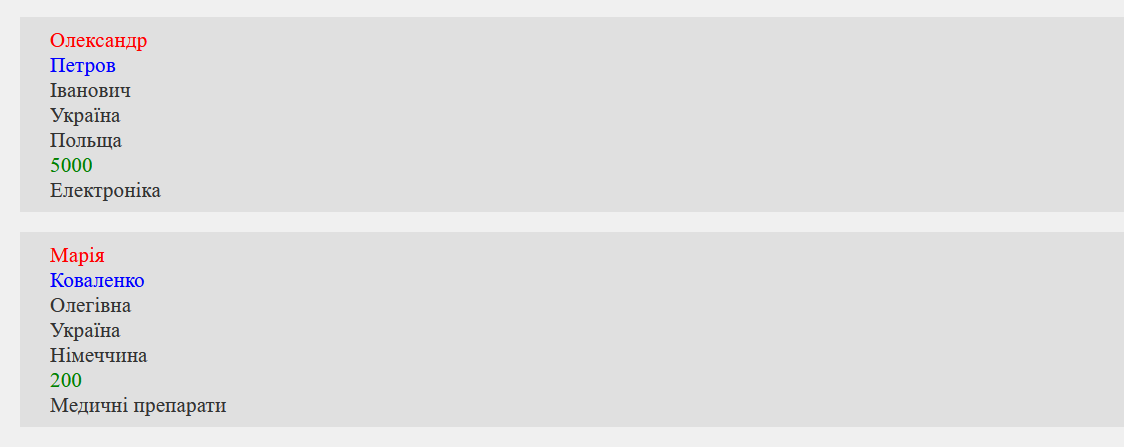 Олександр
Петров
Іванович
Україна
Польща
5000
Електроніка
Марія
Коваленко
Олегівна
Україна
Німеччина
200
Медичні препарати